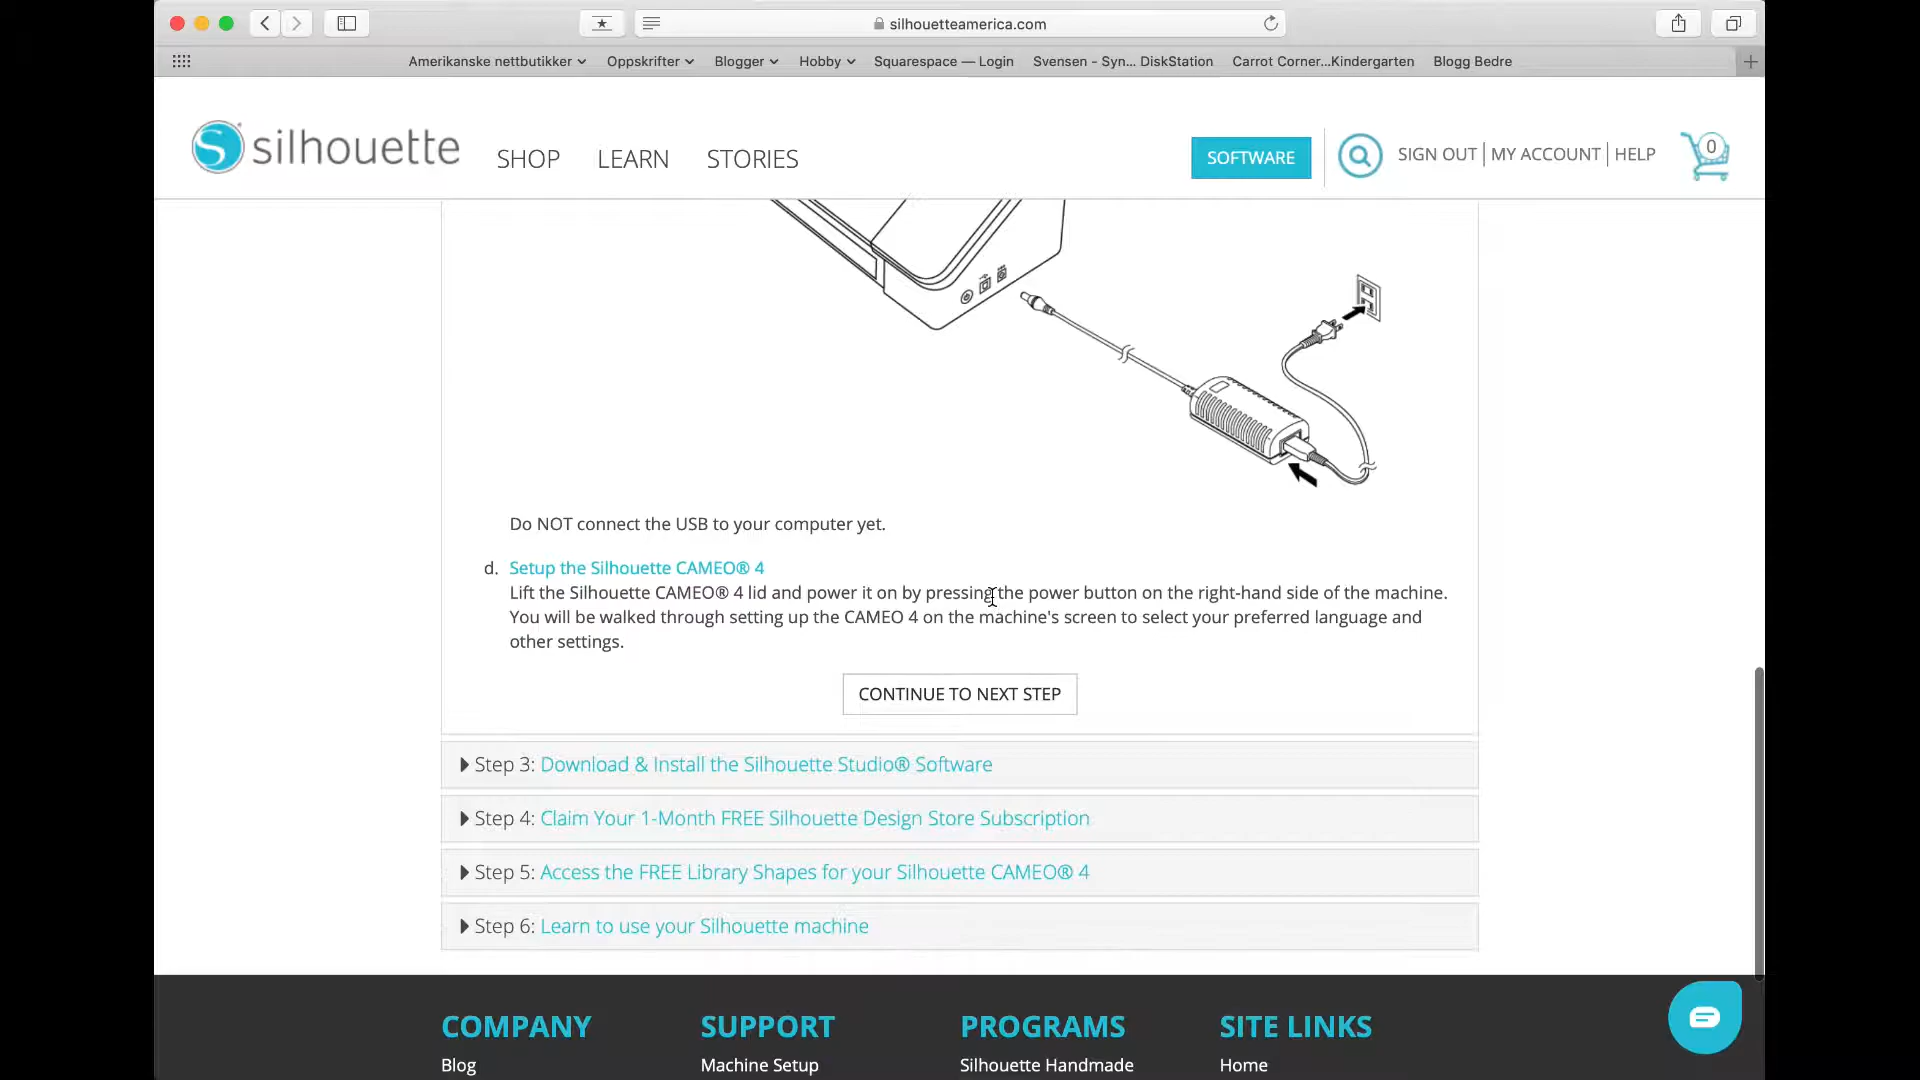 silhouetteamerica.com
Amerikanske nettbutikker Oppskrifter Blogger Hobby Squarespace — Login Svensen - Syn... DiskStation Carrot Corner...Kindergarten Blogg Bedre
silhouette SHOP LEARN STORIES SOFTWARE SIGN OUT MY ACCOUNT HELP 0
Do NOT connect the USB to your computer yet.
d. Setup the Silhouette CAMEO® 4
Lift the Silhouette CAMEO® 4 lid and power it on by pressing the power button on the right-hand side of the machine.
You will be walked through setting up the CAMEO 4 on the machine's screen to select your preferred language and
other settings.
CONTINUE TO NEXT STEP
Step 3: Download & Install the Silhouette Studio® Software
Step 4: Claim Your 1-Month FREE Silhouette Design Store Subscription
Step 5: Access the FREE Library Shapes for your Silhouette CAMEO® 4
Step 6: Learn to use your Silhouette machine
COMPANY SUPPORT PROGRAMS SITE LINKS
Blog Machine Setup Silhouette Handmade Home